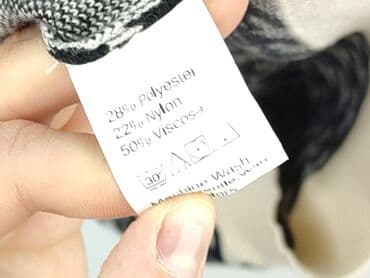 28% Polyester
22% Nylon
50% Viscose
30°
Machine Wash